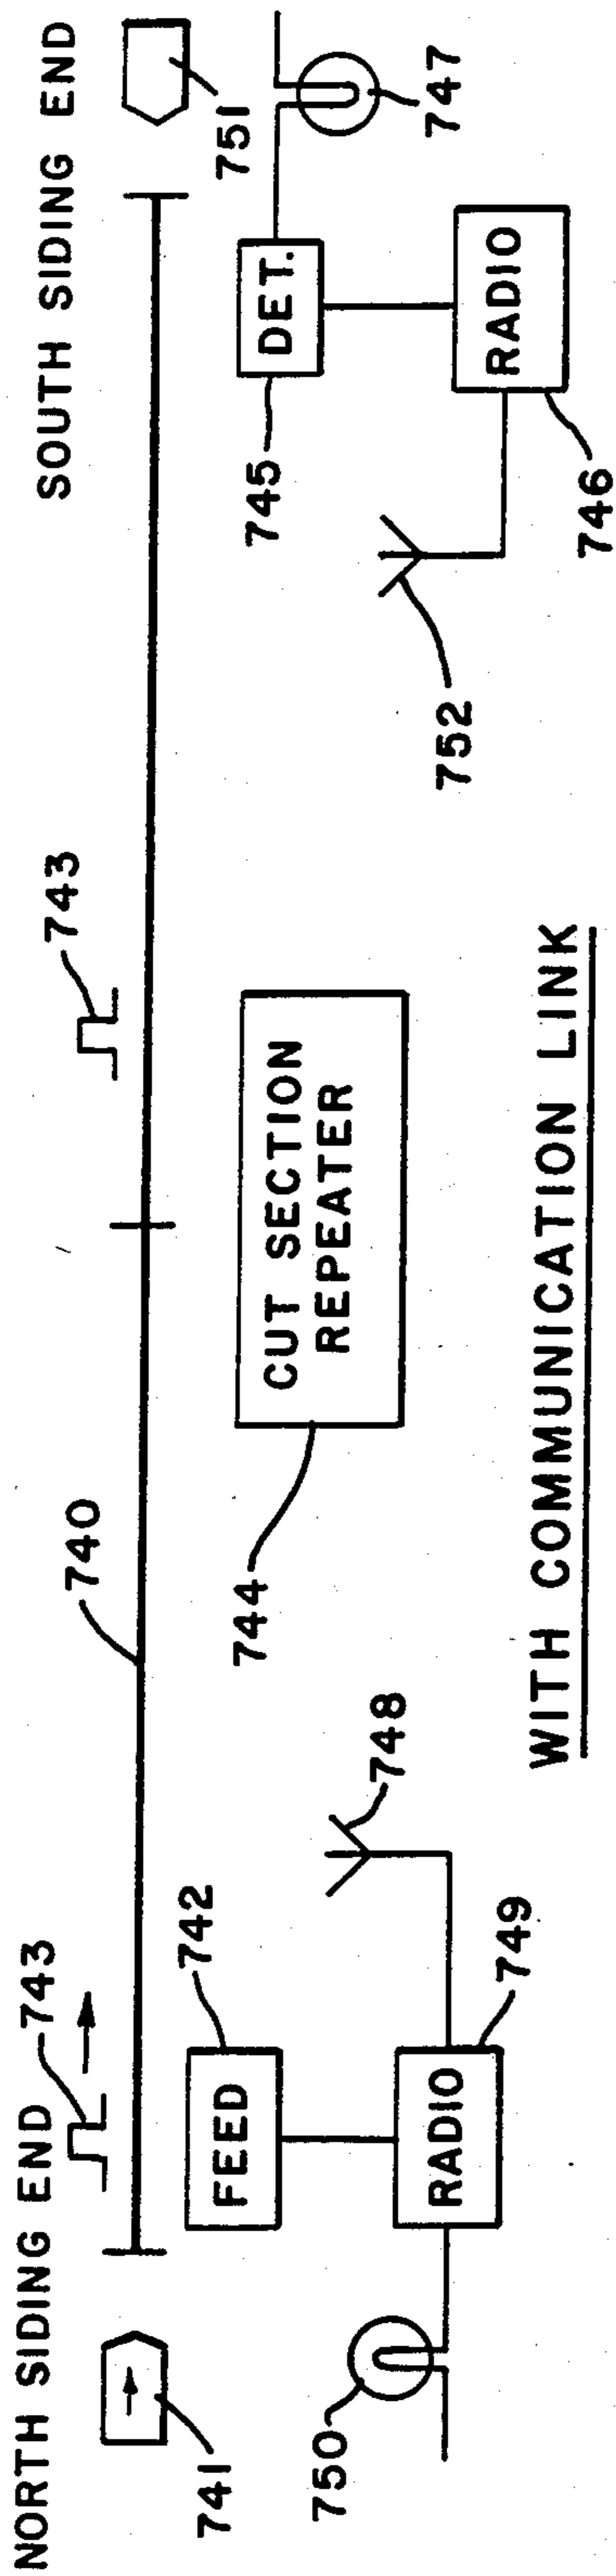 NORTH SIDING END
SOUTH SIDING END
743
740
743
741
742
FEED
751
744
CUT SECTION
REPEATER
745
DET.
747
748
752
750
RADIO
749
RADIO
746
WITH COMMUNICATION LINK